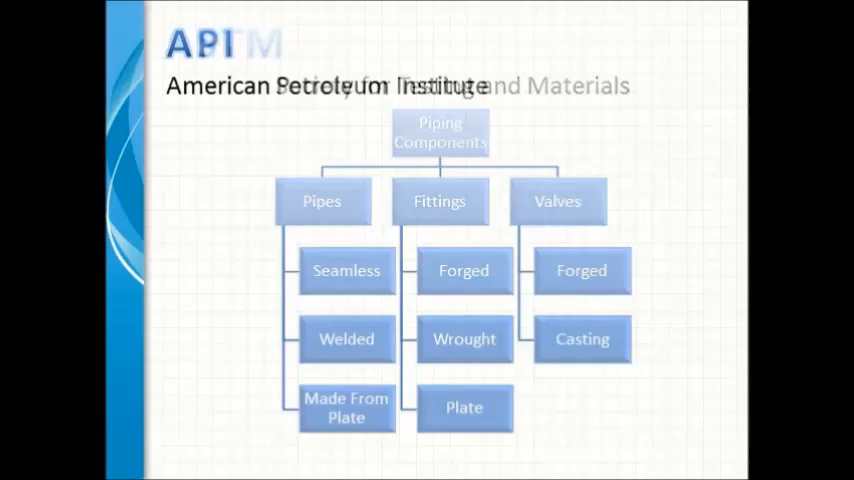 API
American Petroleum Institute
and Materials
Piping
Components
Pipes
Fittings
Valves
Seamless
Forged
Forged
Welded
Wrought
Casting
Made From
Plate
Plate